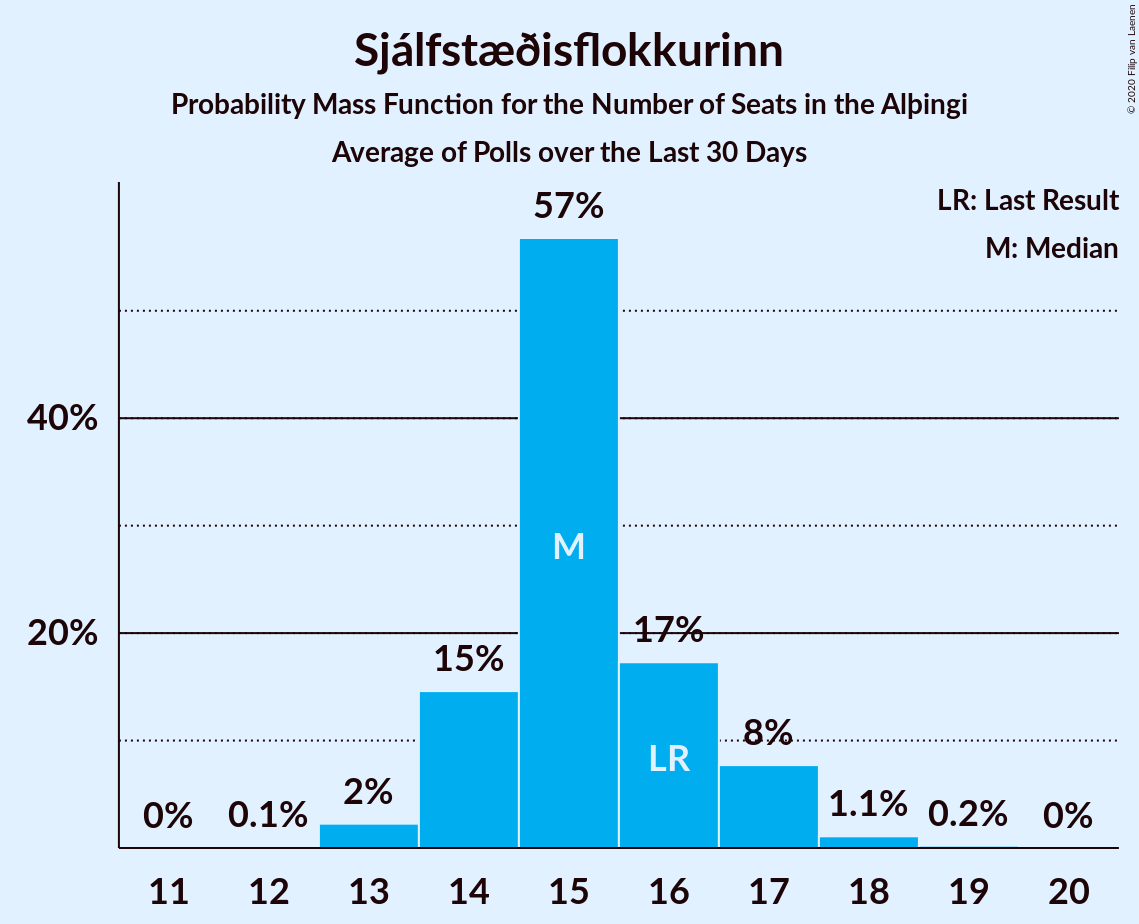 Sjálfstæðisflokkurinn
Probability Mass Function for the Number of Seats in the Alþingi
Average of Polls over the Last 30 Days
© 2020 Filip van Laenen
LR: Last Result
M: Median
57%
40%
M
20%
17%
15%
LR
8%
2%
1.1%
0%
0.1%
0.2%
0%
11 12 13 14 15 16 17 18 19 20